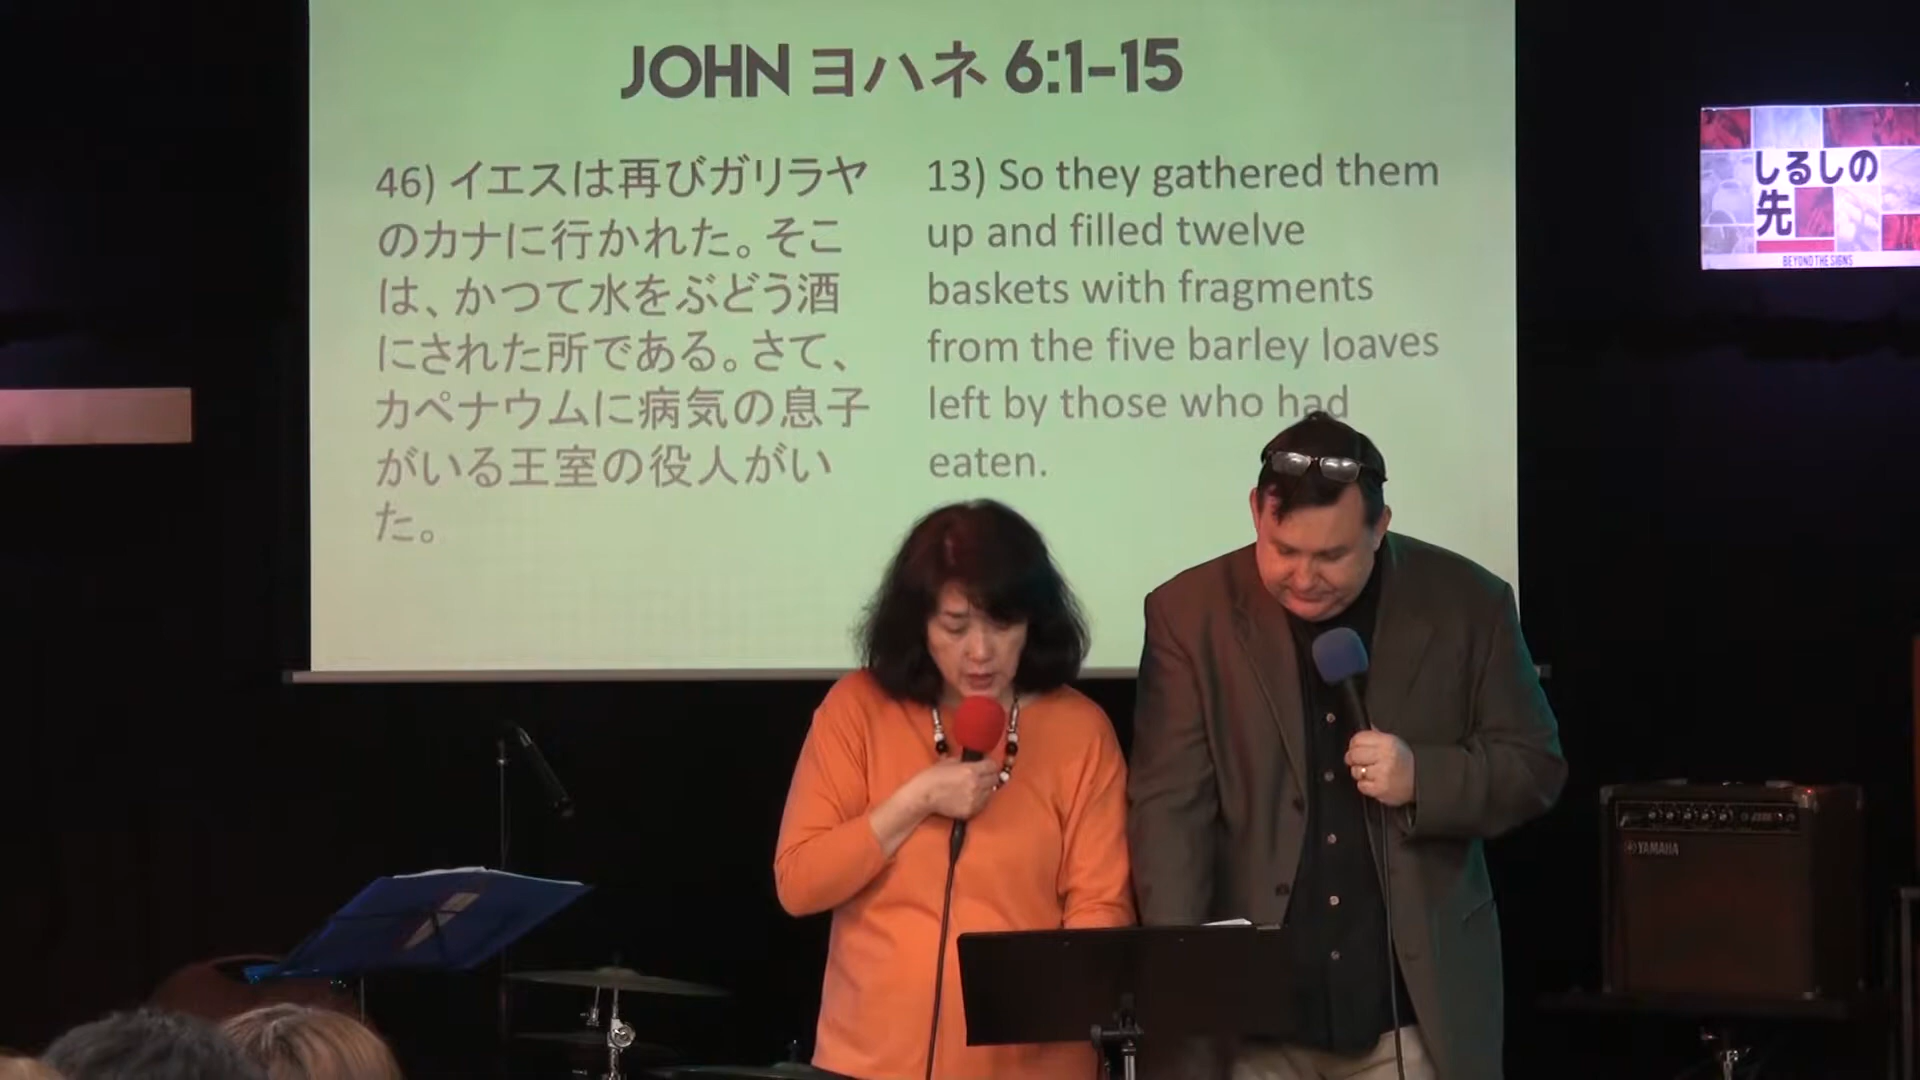 JOHN ヨハネ 6:1-15
46) イエスは再びガリラヤ
のカナに行かれた。そこ
は、かつて水をぶどう酒
にされた所である。さて、
カペナウムに病気の息子
がいる王室の役人がい
た。
13) So they gathered them
up and filled twelve
baskets with fragments
from the five barley loaves
left by those who had
eaten.
しるしの
先
BEYOND THE SIGNS
YAMAHA